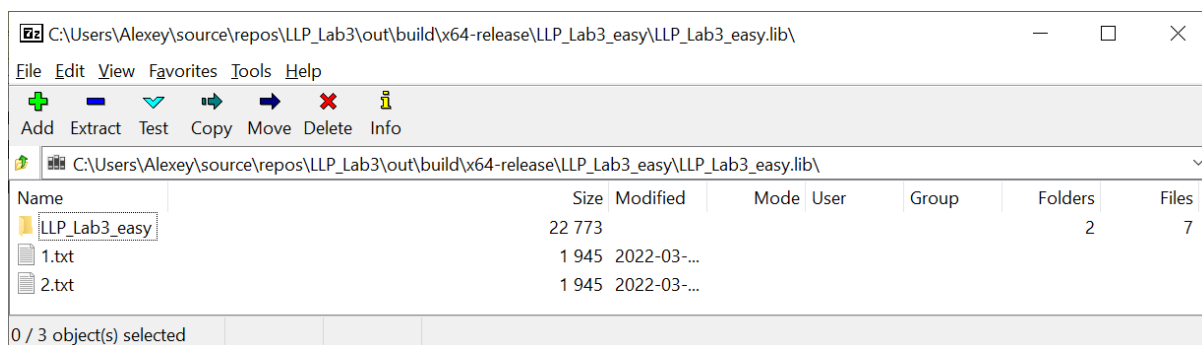 7z C:\Users\Alexey\source\repos\LLP_Lab3\out\build\x64-release\LLP_Lab3_easy\LLP_Lab3_easy.lib\
File Edit View Favorites Tools Help
Add Extract Test Copy Move Delete Info
C:\Users\Alexey\source\repos\LLP_Lab3\out\build\x64-release\LLP_Lab3_easy\LLP_Lab3_easy.lib\
Name Size Modified Mode User Group Folders Files
LLP_Lab3_easy 22 773 2 7
1.txt 1 945 2022-03-...
2.txt 1 945 2022-03-...
0 / 3 object(s) selected